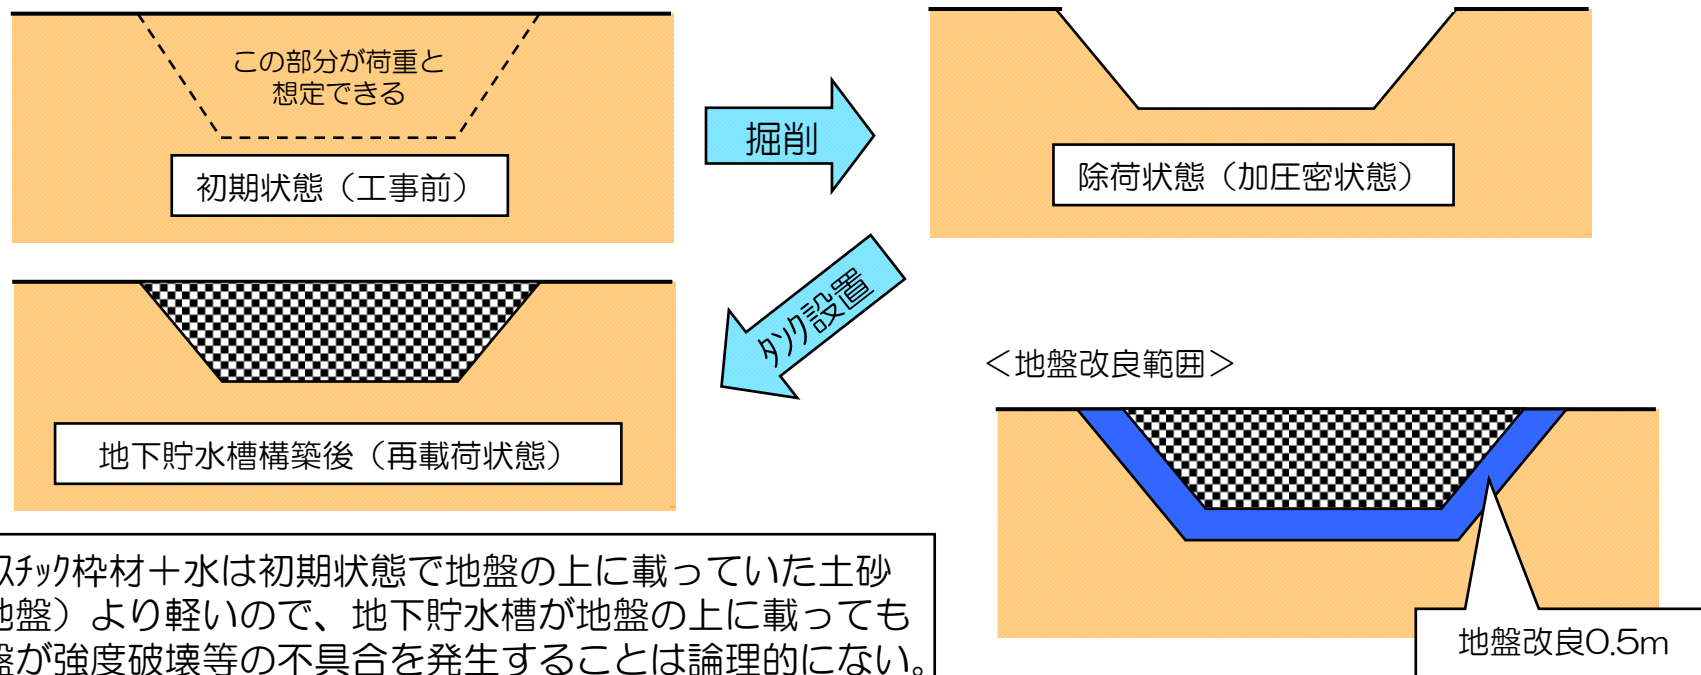 この部分が荷重と
想定できる
初期状態（工事前）
掘削
除荷状態（加圧密状態）
ﾀﾝｸ設置
地下貯水槽構築後（再載荷状態）
＜地盤改良範囲＞
地盤改良0.5m
ｽﾁｯｸ枠材＋水は初期状態で地盤の上に載っていた土砂
地盤）より軽いので、地下貯水槽が地盤の上に載っても
盤が強度破壊等の不具合を発生することは論理的にない。